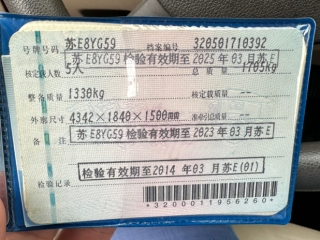 号牌号码 苏E8YG59 档案编号 320501710392
苏E8YG59 检验有效期至 2025年 03月苏E
核定载人数 5人 总质量 1705kg
整备质量 1330kg 核定载质量
外廓尺寸 4342×1840×1500mm 准牵引总质量
备注 苏E8YG59 检验有效期至 2023年 03月苏E
检验有效期至2014年03月苏E(01)
检验记录
*3200011956260*